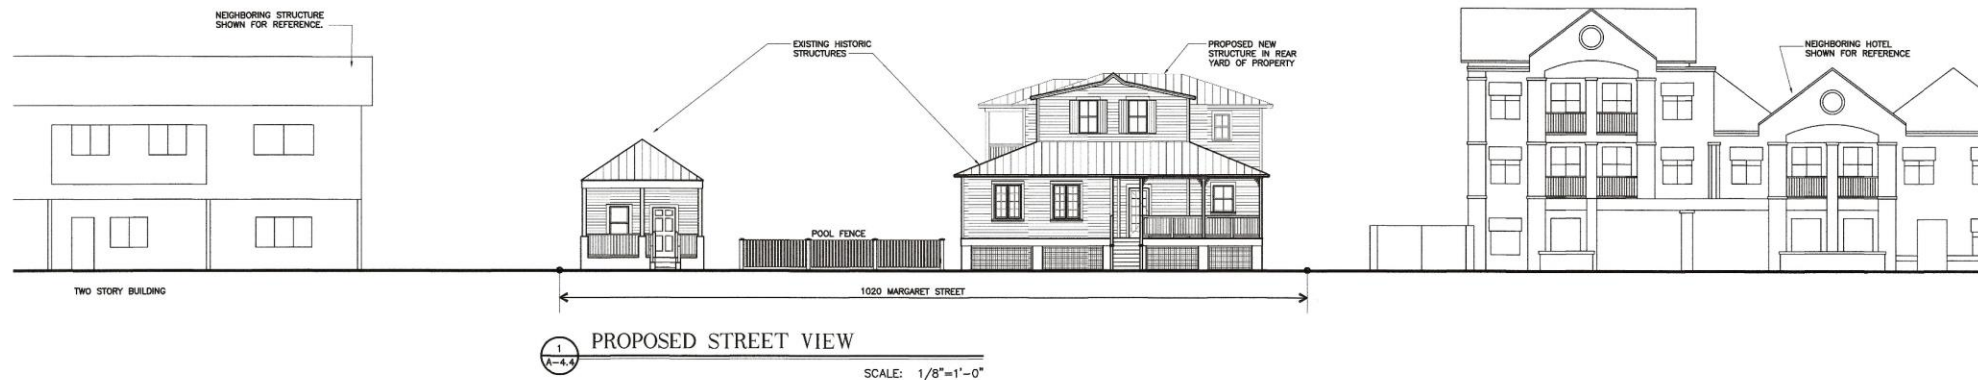 NEIGHBORING STRUCTURE
SHOWN FOR REFERENCE.
EXISTING HISTORIC
STRUCTURES
PROPOSED NEW
STRUCTURE IN REAR
YARD OF PROPERTY
NEIGHBORING HOTEL
SHOWN FOR REFERENCE
POOL FENCE
TWO STORY BUILDING
1020 MARGARET STREET
1
A-4.4
PROPOSED STREET VIEW
SCALE: 1/8"=1'-0"